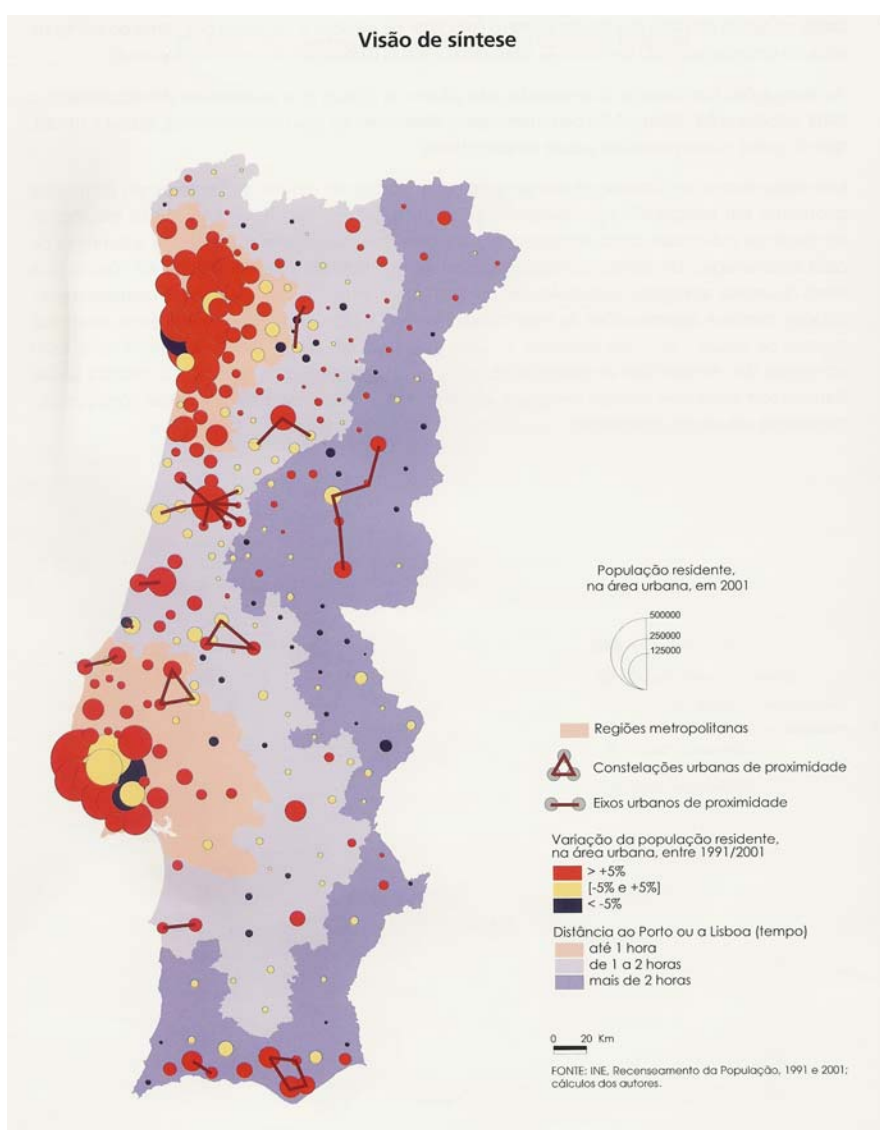 Visão de síntese
População residente,
na área urbana, em 2001
500000
250000
125000
Regiões metropolitanas
Constelações urbanas de proximidade
Eixos urbanos de proximidade
Variação da população residente,
na área urbana, entre 1991/2001
> +5%
[-5% e +5%]
< -5%
Distância ao Porto ou a Lisboa (tempo)
até 1 hora
de 1 a 2 horas
mais de 2 horas
0 20 Km
FONTE: INE, Recenseamento da População, 1991 e 2001;
cálculos dos autores.